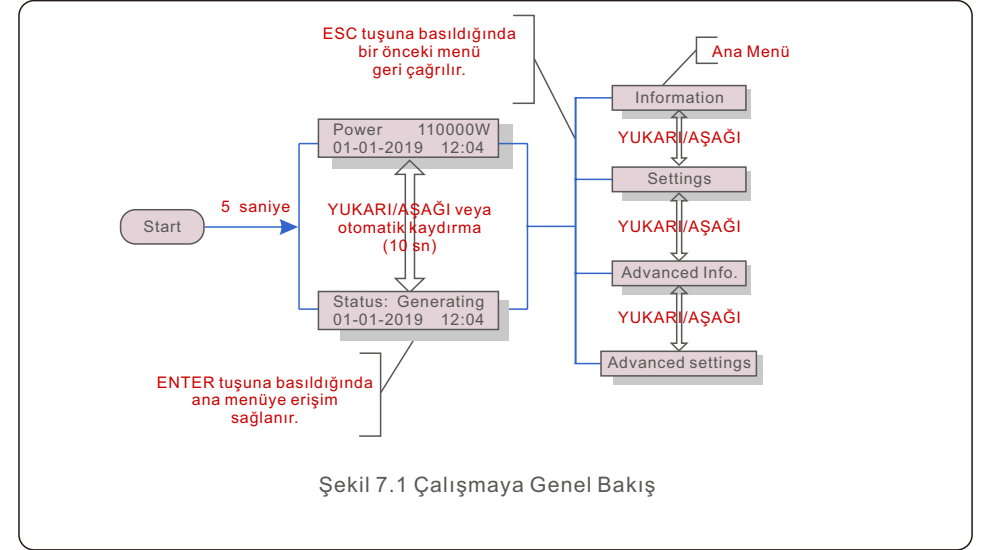 ESC tuşuna basıldığında
bir önceki menü
geri çağrılır.
Ana Menü
Information
YUKARI/AŞAĞI
Settings
YUKARI/AŞAĞI
Advanced Info.
YUKARI/AŞAĞI
Advanced settings
Power 110000W
01-01-2019 12:04
5 saniye
Start
YUKARI/AŞAĞI veya
otomatik kaydırma
(10 sn)
Status: Generating
01-01-2019 12:04
ENTER tuşuna basıldığında
ana menüye erişim
sağlanır.
Şekil 7.1 Çalışmaya Genel Bakış